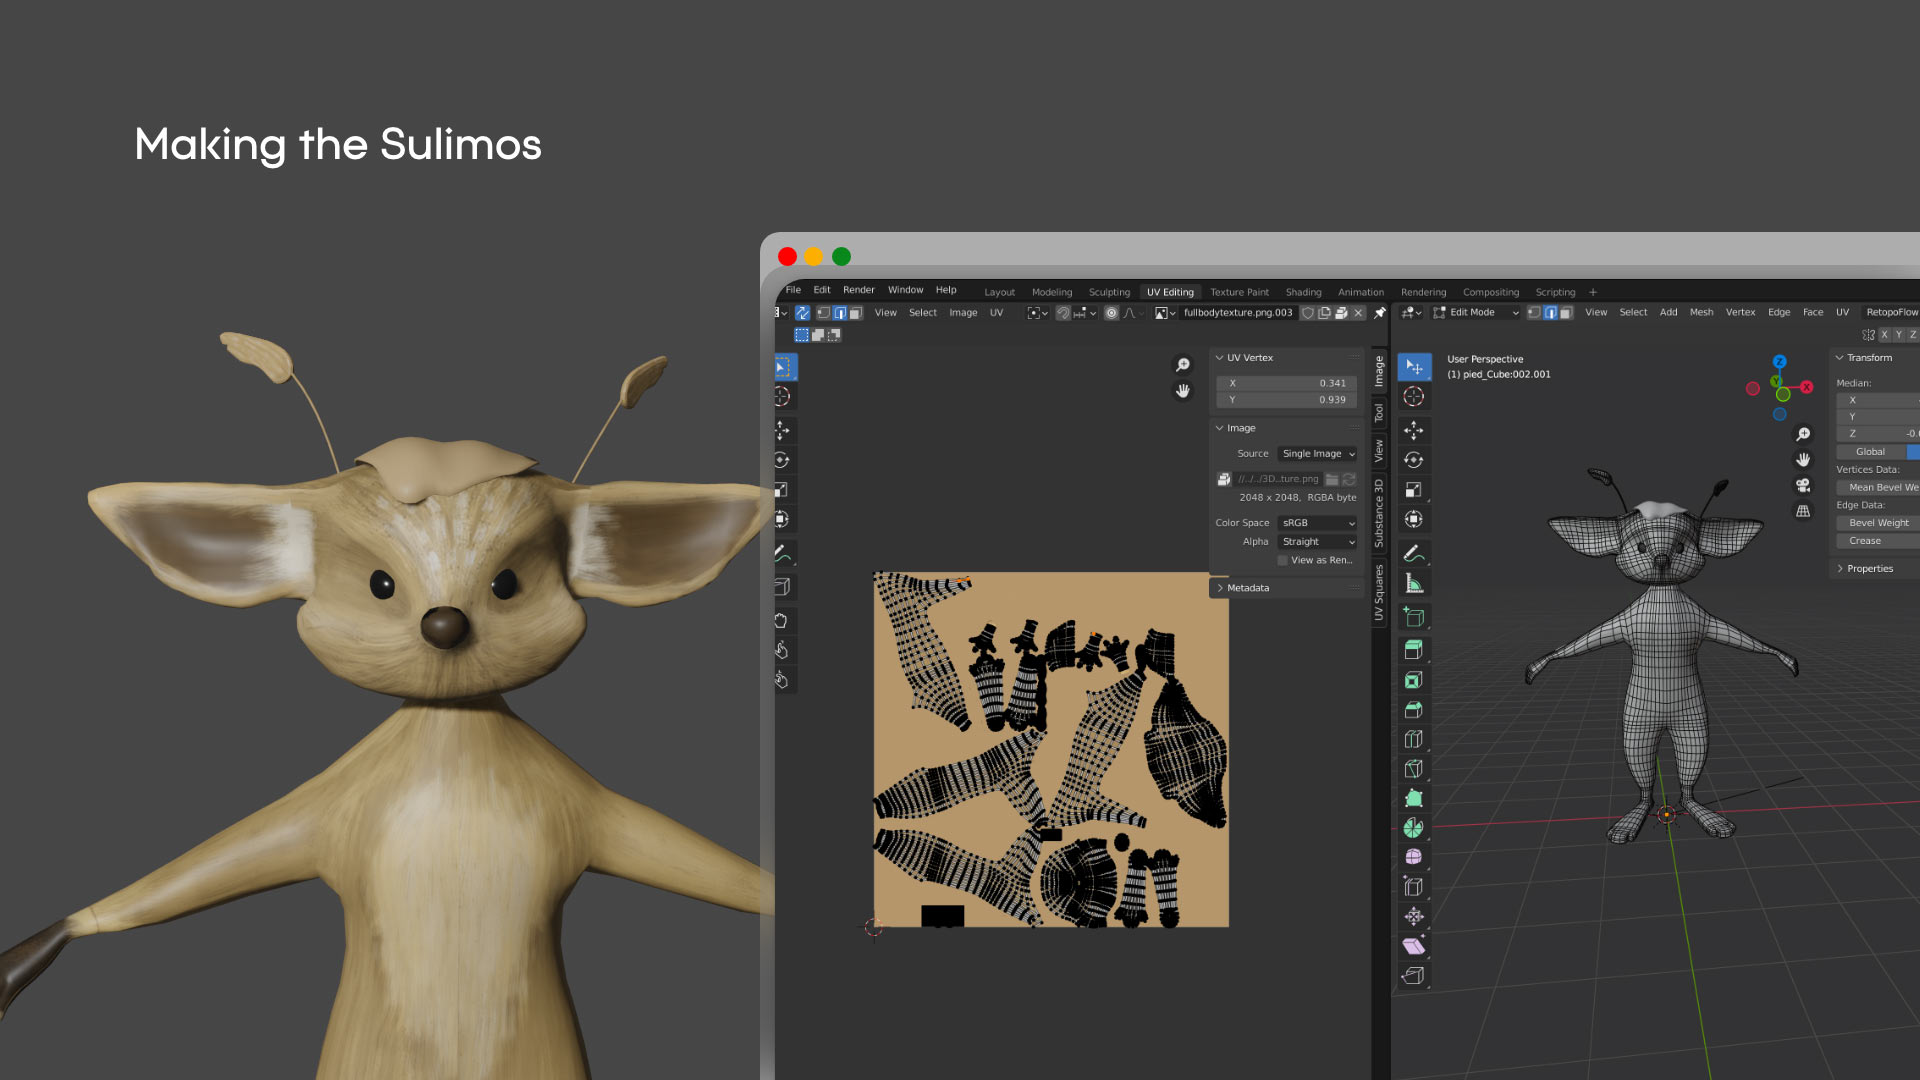 Making the Sulimos
File Edit Render Window Help
Layout Modeling Sculpting UV Editing Texture Paint Shading Animation Rendering Compositing Scripting +
View Select Image UV
fullbodytexture.png.003
Edit Mode
View Select Add Mesh Vertex Edge Face UV RetopoFlow
X Y Z
UV Vertex
X 0.341
Y 0.939
Image
Source Single Image
//../../3D...ture.png
2048 x 2048, RGBA byte
Color Space sRGB
Alpha Straight
View as Ren..
Metadata
Image
Tool
View
Substance 3D
UV Squares
User Perspective
(1) pied_Cube:002.001
Z
Y
X
Transform
Median:
X
Y
Z -0.
Global
Vertices Data:
Mean Bevel We
Edge Data:
Bevel Weight
Crease
Properties